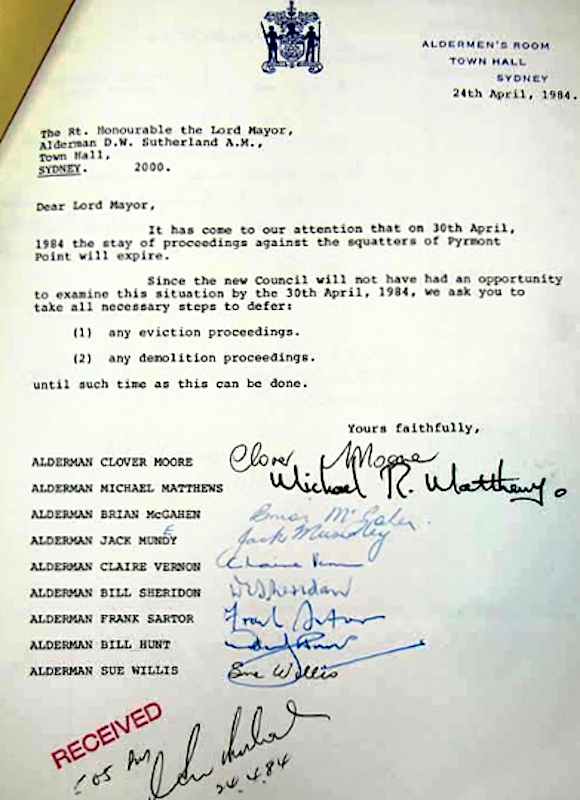 ALDERMEN'S ROOM
TOWN HALL
SYDNEY
24th April, 1984.
The Rt. Honourable the Lord Mayor,
Alderman D.W. Sutherland A.M.,
Town Hall,
SYDNEY. 2000.
Dear Lord Mayor,
It has come to our attention that on 30th April,
1984 the stay of proceedings against the squatters of Pyrmont
Point will expire.
Since the new Council will not have had an opportunity
to examine this situation by the 30th April, 1984, we ask you to
take all necessary steps to defer:
(1) any eviction proceedings.
(2) any demolition proceedings.
until such time as this can be done.
Yours faithfully,
ALDERMAN CLOVER MOORE Clover Moore
ALDERMAN MICHAEL MATTHEWS Michael R. Matthews.
ALDERMAN BRIAN McGAHEN Brian McGahen.
ALDERMAN JACK MUNDEY Jack Mundey
ALDERMAN CLAIRE VERNON Claire
ALDERMAN BILL SHERIDON W Sheridan
ALDERMAN FRANK SARTOR Frank Sartor
ALDERMAN BILL HUNT
ALDERMAN SUE WILLIS Sue Willis
RECEIVED
24.4.84